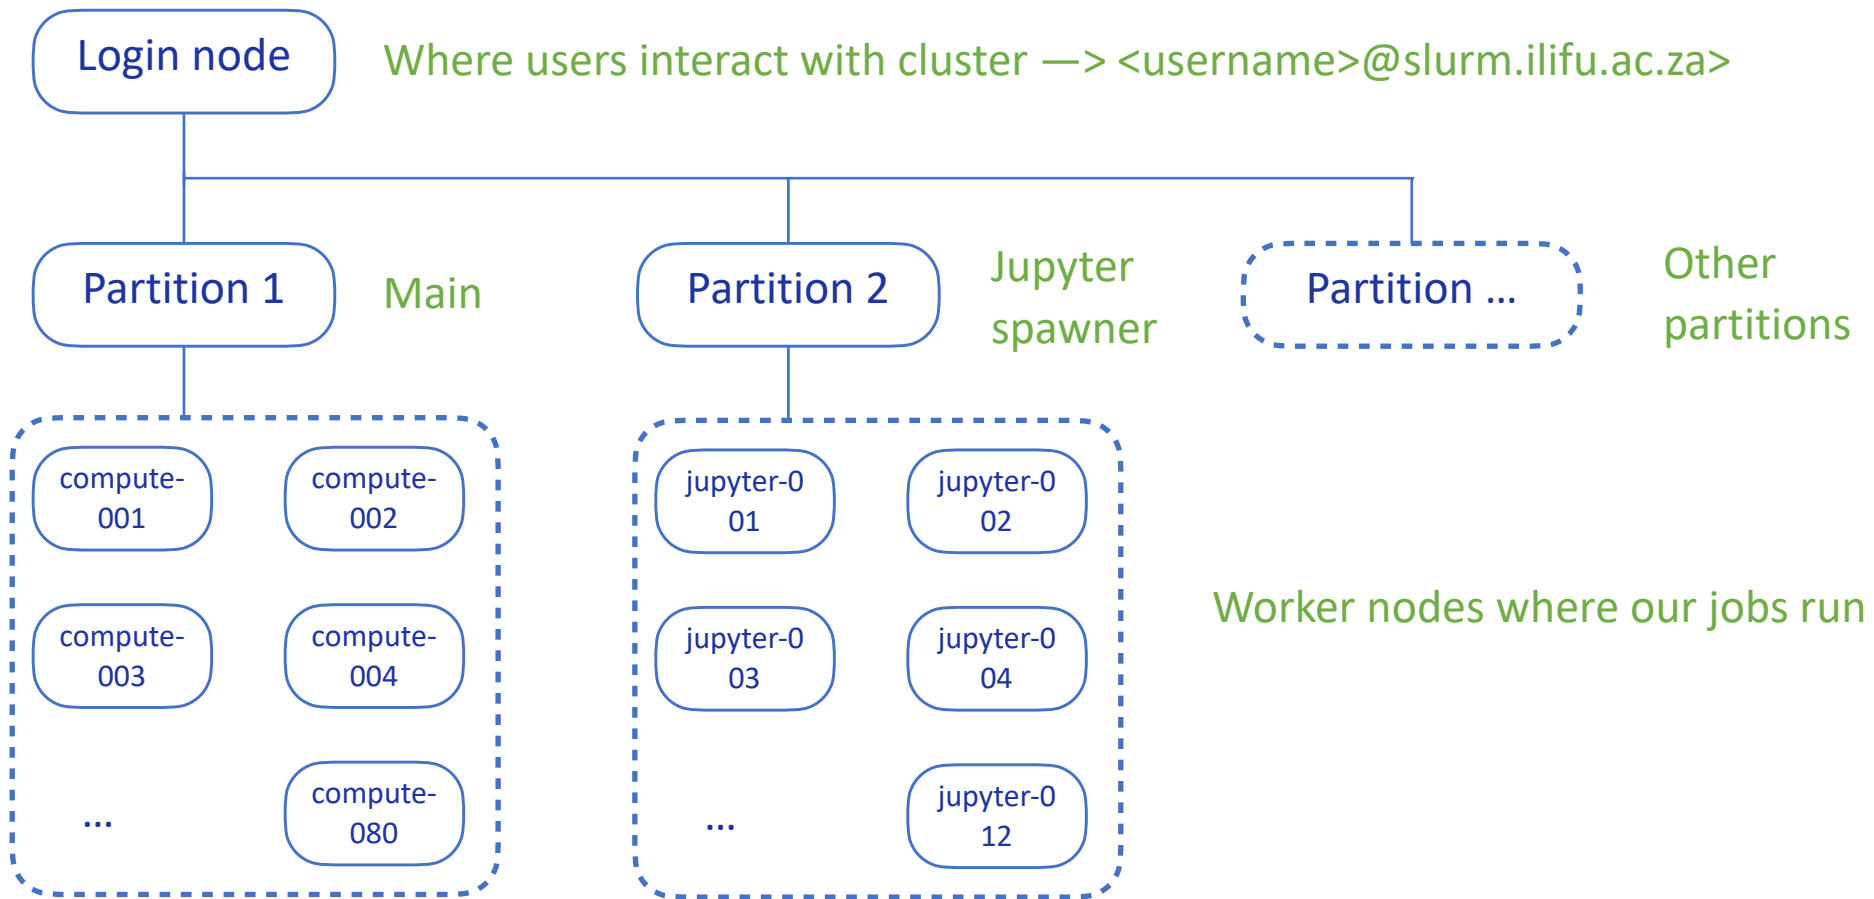 Login node
Where users interact with cluster —> <username>@slurm.ilifu.ac.za>
Partition 1
Main
Partition 2
Jupyter
spawner
Partition ...
Other
partitions
compute-
001
compute-
002
compute-
003
compute-
004
...
compute-
080
jupyter-0
01
jupyter-0
02
jupyter-0
03
jupyter-0
04
...
jupyter-0
12
Worker nodes where our jobs run